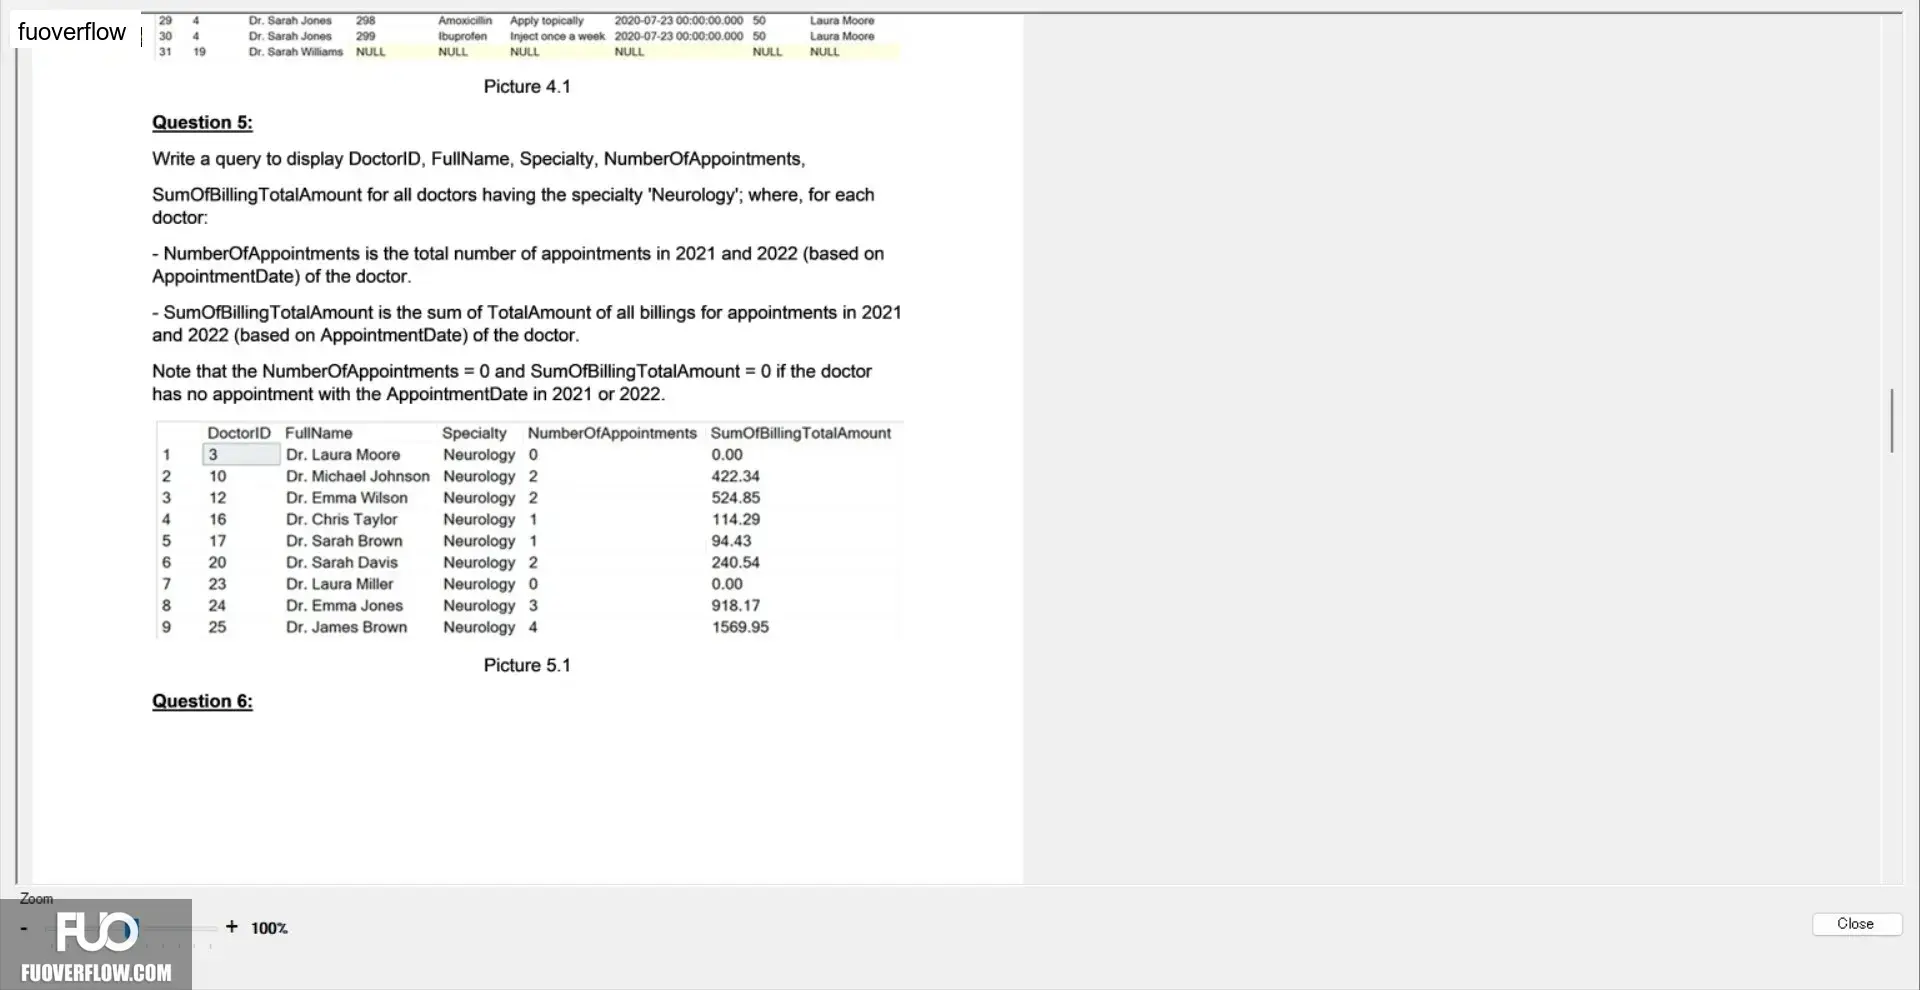 fuoverflow
29 4 Dr. Sarah Jones 298 Amoxicillin Apply topically 2020-07-23 00:00:00.000 50 Laura Moore
30 4 Dr. Sarah Jones 299 Ibuprofen Inject once a week 2020-07-23 00:00:00.000 50 Laura Moore
31 19 Dr. Sarah Williams NULL NULL NULL NULL NULL NULL
Picture 4.1
Question 5:
Write a query to display DoctorID, FullName, Specialty, NumberOfAppointments,
SumOfBillingTotalAmount for all doctors having the specialty 'Neurology'; where, for each
doctor:
- NumberOfAppointments is the total number of appointments in 2021 and 2022 (based on
AppointmentDate) of the doctor.
- SumOfBillingTotalAmount is the sum of TotalAmount of all billings for appointments in 2021
and 2022 (based on AppointmentDate) of the doctor.
Note that the NumberOfAppointments = 0 and SumOfBillingTotalAmount = 0 if the doctor
has no appointment with the AppointmentDate in 2021 or 2022.
DoctorID FullName Specialty NumberOfAppointments SumOfBillingTotalAmount
1 3 Dr. Laura Moore Neurology 0 0.00
2 10 Dr. Michael Johnson Neurology 2 422.34
3 12 Dr. Emma Wilson Neurology 2 524.85
4 16 Dr. Chris Taylor Neurology 1 114.29
5 17 Dr. Sarah Brown Neurology 1 94.43
6 20 Dr. Sarah Davis Neurology 2 240.54
7 23 Dr. Laura Miller Neurology 0 0.00
8 24 Dr. Emma Jones Neurology 3 918.17
9 25 Dr. James Brown Neurology 4 1569.95
Picture 5.1
Question 6:
Zoom
- + 100%
Close
FUO
FUOVERFLOW.COM